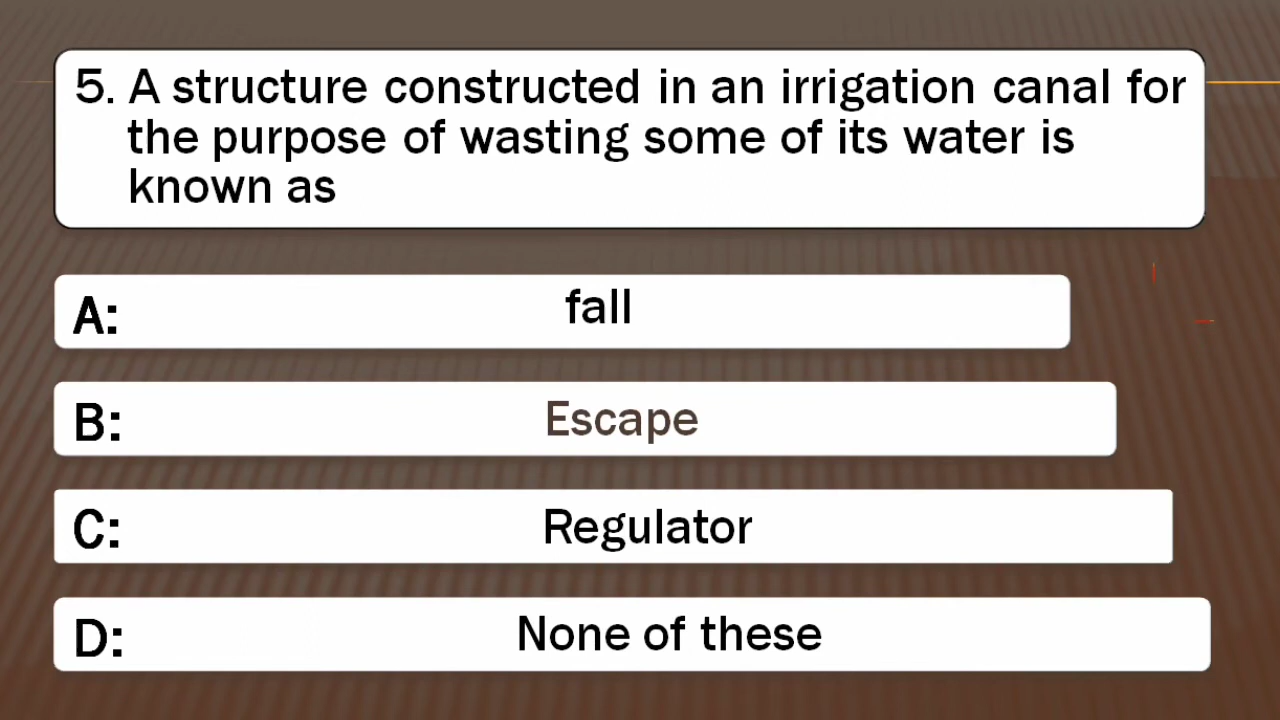 5. A structure constructed in an irrigation canal for
the purpose of wasting some of its water is
known as
A: fall
B: Escape
C: Regulator
D: None of these